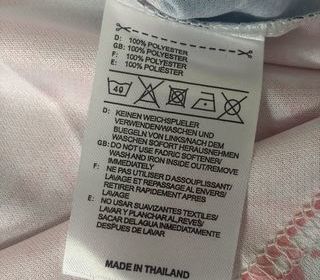 D: 100% POLYESTER
GB: 100% POLYESTER
F: 100% POLYESTER
E: 100% POLIÉSTER
40
D: KEINEN WEICHSPUELER
VERWENDEN/WASCHEN UND
BUEGELN VON LINKS/NACH DEM
WASCHEN SOFORT HERAUSNEHMEN
GB: DO NOT USE FABRIC SOFTENER/
WASH AND IRON INSIDE OUT/REMOVE
IMMEDIATELY
F: NE PAS UTILISER D'ASSOUPLISSANT/
LAVAGE ET REPASSAGE AL ENVERS/
RETIRER RAPIDEMENT APRES
LAVAGE
E: NO USAR SUAVIZANTES TEXTILES/
LAVAR Y PLANCHAR AL REVÉS/
SACAR DE LA LAVADORA
DESPUES DE LAVAR
MADE IN THAILAND